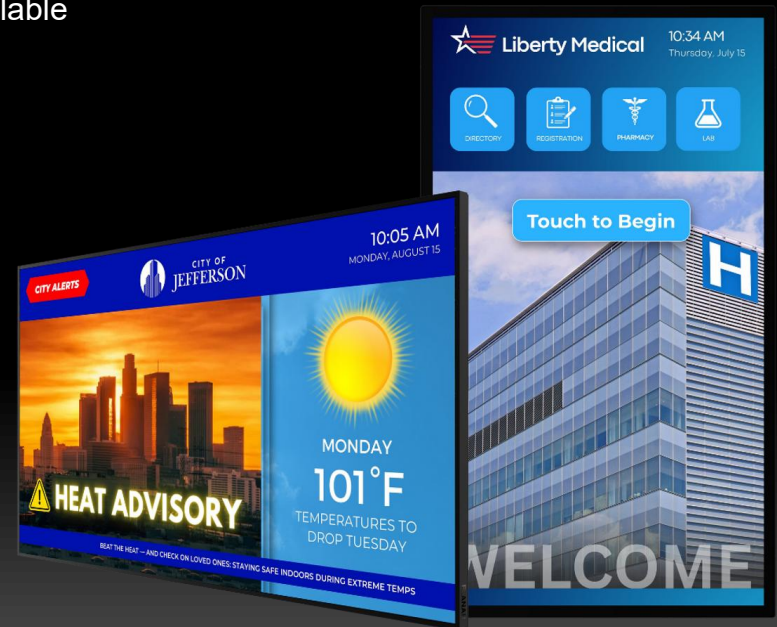 lable
Liberty Medical
10:34 AM
Thursday, July 15
DIRECTORY
REGISTRATION
PHARMACY
LAB
Touch to Begin
H
WELCOME
CITY ALERTS
CITY OF
JEFFERSON
10:05 AM
MONDAY, AUGUST 15
HEAT ADVISORY
MONDAY
101°F
TEMPERATURES TO
DROP TUESDAY
BEAT THE HEAT — AND CHECK ON LOVED ONES: STAYING SAFE INDOORS DURING EXTREME TEMPS